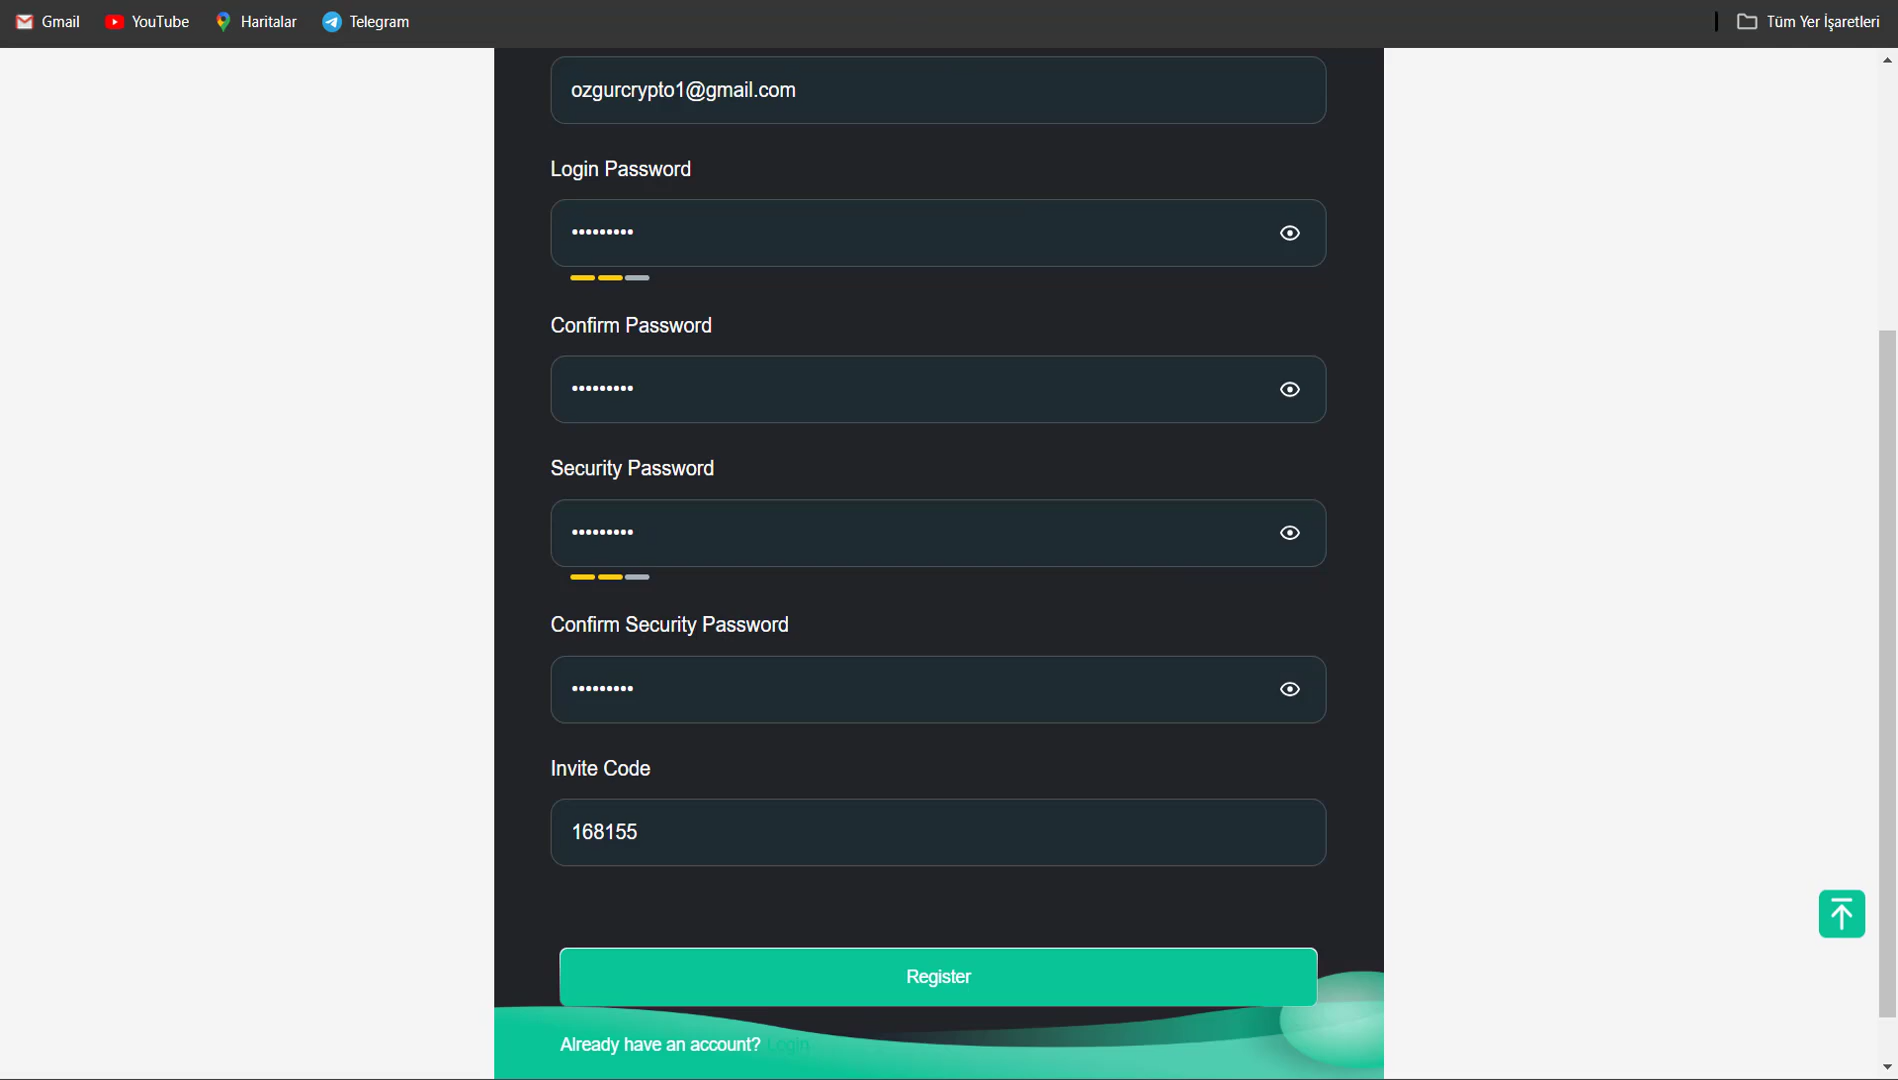 Gmail YouTube Haritalar Telegram Tüm Yer İşaretleri
ozgurcrypto1@gmail.com
Login Password
•••••••••
Confirm Password
•••••••••
Security Password
•••••••••
Confirm Security Password
•••••••••
Invite Code
168155
Register
Already have an account? Login